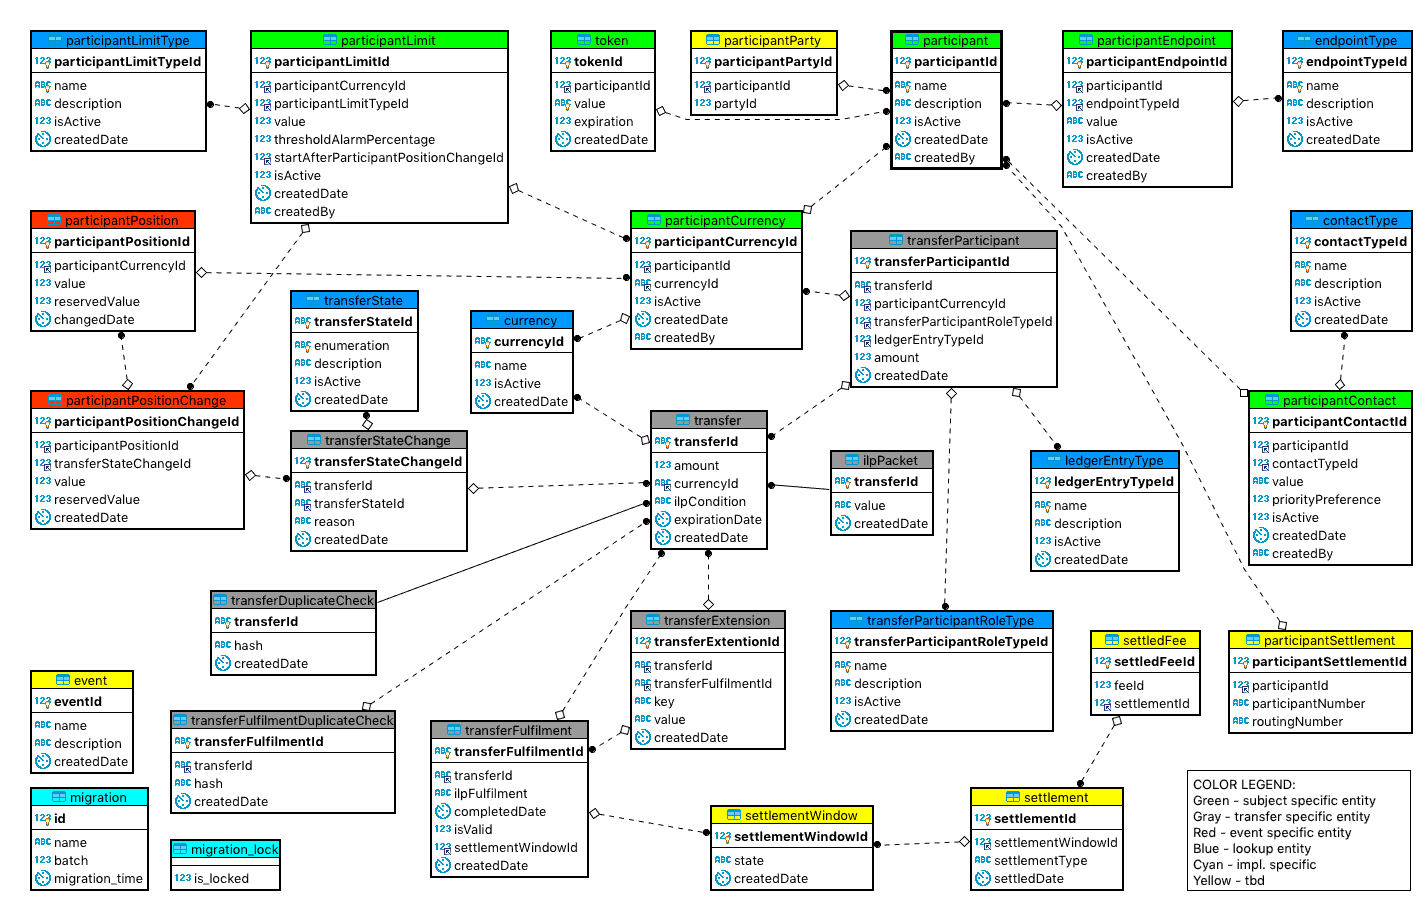 participantLimitType
participantLimitTypeId
name
description
isActive
createdDate
participantLimit
participantLimitId
participantCurrencyId
participantLimitTypeId
value
thresholdAlarmPercentage
startAfterParticipantPositionChangeId
isActive
createdDate
createdBy
token
tokenId
participantId
value
expiration
participantParty
participantPartyId
participantId
partyId
participant
participantId
name
description
isActive
createdDate
createdBy
participantEndpoint
participantEndpointId
participantId
endpointTypeId
value
isActive
createdDate
createdBy
endpointType
endpointTypeId
name
description
isActive
createdDate
participantPosition
participantPositionId
participantCurrencyId
value
reservedValue
changedDate
participantCurrency
participantCurrencyId
participantId
currencyId
isActive
createdDate
createdBy
transferParticipant
transferParticipantId
transferId
participantCurrencyId
transferParticipantRoleTypeId
ledgerEntryTypeId
amount
createdDate
contactType
contactTypeId
name
description
isActive
createdDate
transferState
transferStateId
enumeration
description
isActive
createdDate
currency
currencyId
name
isActive
createdDate
participantPositionChange
participantPositionChangeId
participantPositionId
transferStateChangeId
value
reservedValue
createdDate
transferStateChange
transferStateChangeId
transferId
transferStateId
reason
createdDate
transfer
transferId
amount
currencyId
ilpCondition
expirationDate
createdDate
ilpPacket
transferId
value
createdDate
ledgerEntryType
ledgerEntryTypeId
name
description
isActive
createdDate
participantContact
participantContactId
participantId
contactTypeId
value
priorityPreference
isActive
createdDate
createdBy
transferDuplicateCheck
transferId
hash
createdDate
transferExtension
transferExtentionId
transferId
transferFulfilmentId
key
value
createdDate
transferParticipantRoleType
transferParticipantRoleTypeId
name
description
isActive
createdDate
settledFee
settledFeeId
feeId
settlementId
participantSettlement
participantSettlementId
participantId
participantNumber
routingNumber
event
eventId
name
description
createdDate
transferFulfilmentDuplicateCheck
transferFulfilmentId
transferId
hash
createdDate
transferFulfilment
transferFulfilmentId
transferId
ilpFulfilment
completedDate
isValid
settlementWindowId
createdDate
migration
id
name
batch
migration_time
migration_lock
is_locked
settlementWindow
settlementWindowId
state
createdDate
settlement
settlementId
settlementWindowId
settlementType
settledDate
COLOR LEGEND:
Green - subject specific entity
Gray - transfer specific entity
Red - event specific entity
Blue - lookup entity
Cyan - impl. specific
Yellow - tbd